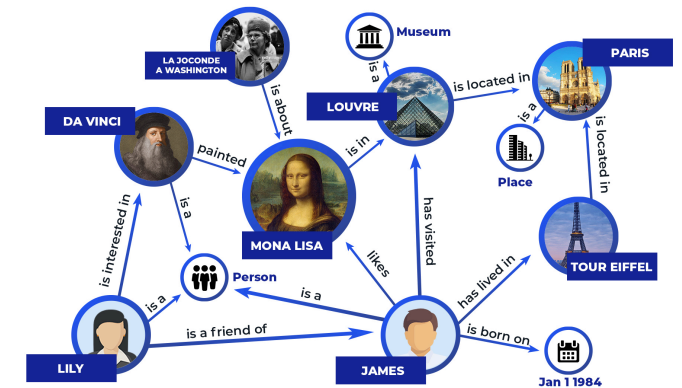 Museum
PARIS
LA JOCONDE
A WASHINGTON
is a
is located in
LOUVRE
is about
is a
DA VINCI
painted
is in
is located in
Place
is interested in
is a
has visited
MONA LISA
likes
TOUR EIFFEL
Person
has lived in
is a
is a
is a friend of
is born on
LILY
JAMES
Jan 1 1984